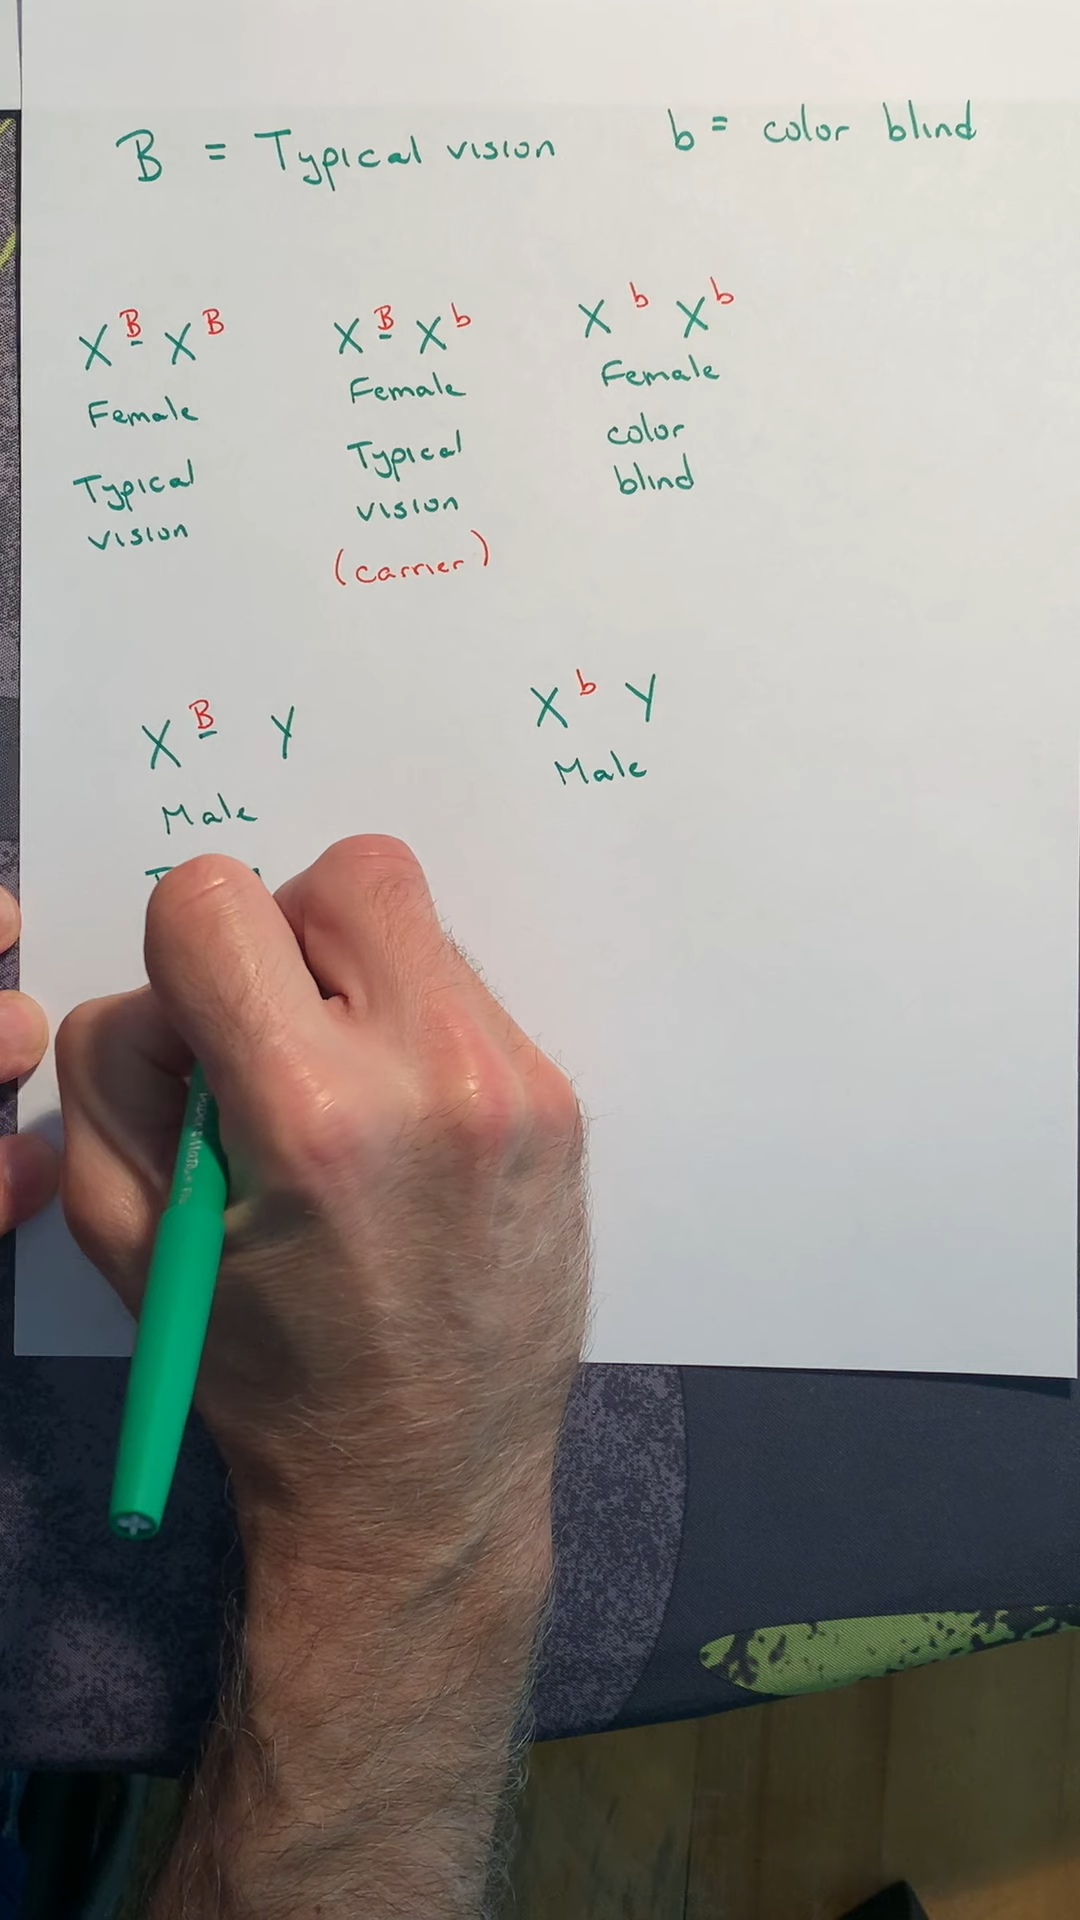 B = Typical vision b = color blind
X B X B X B X b X b X b
Female Female Female
Typical vision Typical vision color blind
(carrier)
X B Y X b Y
Male Male